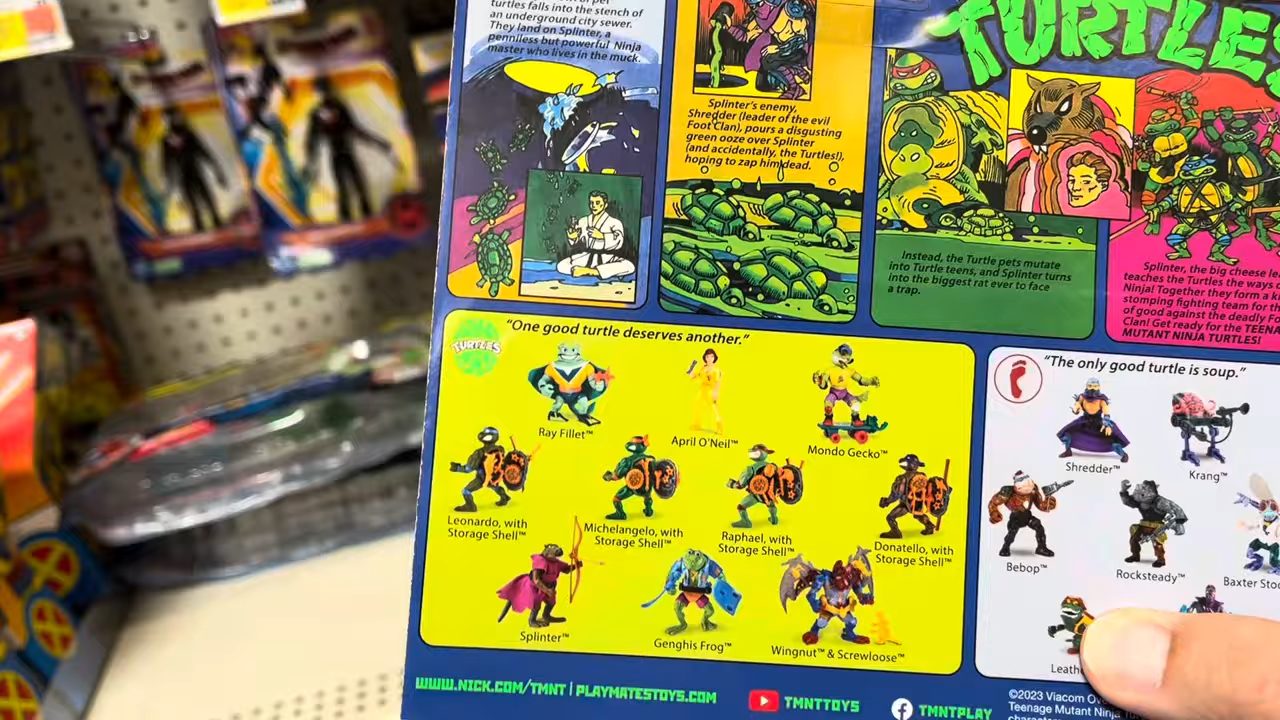 turtles falls into the stench of
an underground city sewer.
They land on Splinter, a
penniless but powerful Ninja
master who lives in the muck.
Splinter's enemy,
Shredder (leader of the evil
Foot Clan), pours a disgusting
green ooze over Splinter
(and accidentally, the Turtles!),
hoping to zap him dead.
TURTLES
Instead, the Turtle pets mutate
into Turtle teens, and Splinter turns
into the biggest rat ever to face
a trap.
Splinter, the big cheese
teaches the Turtles the ways
Ninja! Together they form a
stomping fighting team for
of good against the deadly
Clan! Get ready for the
MUTANT NINJA TURTLES!
TURTLES
"One good turtle deserves another."
Ray Fillet™
April O'Neil™
Mondo Gecko™
Leonardo, with
Storage Shell™
Michelangelo, with
Storage Shell™
Raphael, with
Storage Shell™
Donatello, with
Storage Shell™
Splinter™
Genghis Frog™
Wingnut™ & Screwloose™
"The only good turtle is soup."
Shredder™
Krang™
Bebop™
Rocksteady™
Baxter
WWW.NICK.COM/TMNT | PLAYMATESTOYS.COM
TMNTTOYS
TMNTPLAY
©2023 Viacom
Teenage Mutant Ninja